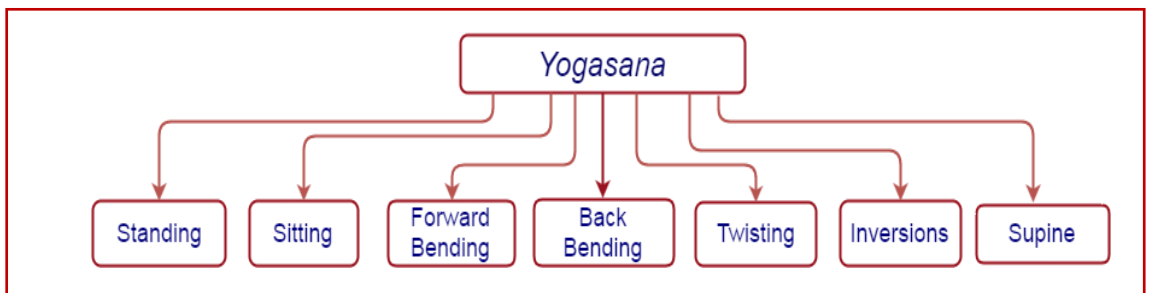 Yogasana
Standing
Sitting
Forward
Bending
Back
Bending
Twisting
Inversions
Supine